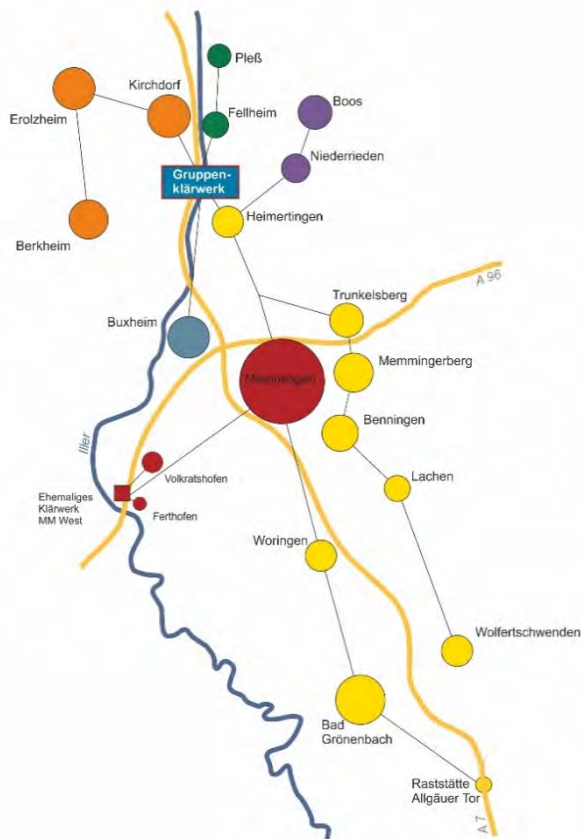 Pleß
Kirchdorf
Boos
Erolzheim
Fellheim
Niederrieden
Gruppen-
klärwerk
Heimertingen
Berkheim
A 96
Trunkelsberg
Buxheim
Memmingerberg
Memmingen
Benningen
Iller
Volkratshofen
Lachen
Ehemaliges
Klärwerk
MM West
Ferthofen
Woringen
Wolfertschwenden
Bad
Grönenbach
Raststätte
Allgäuer Tor
A 7